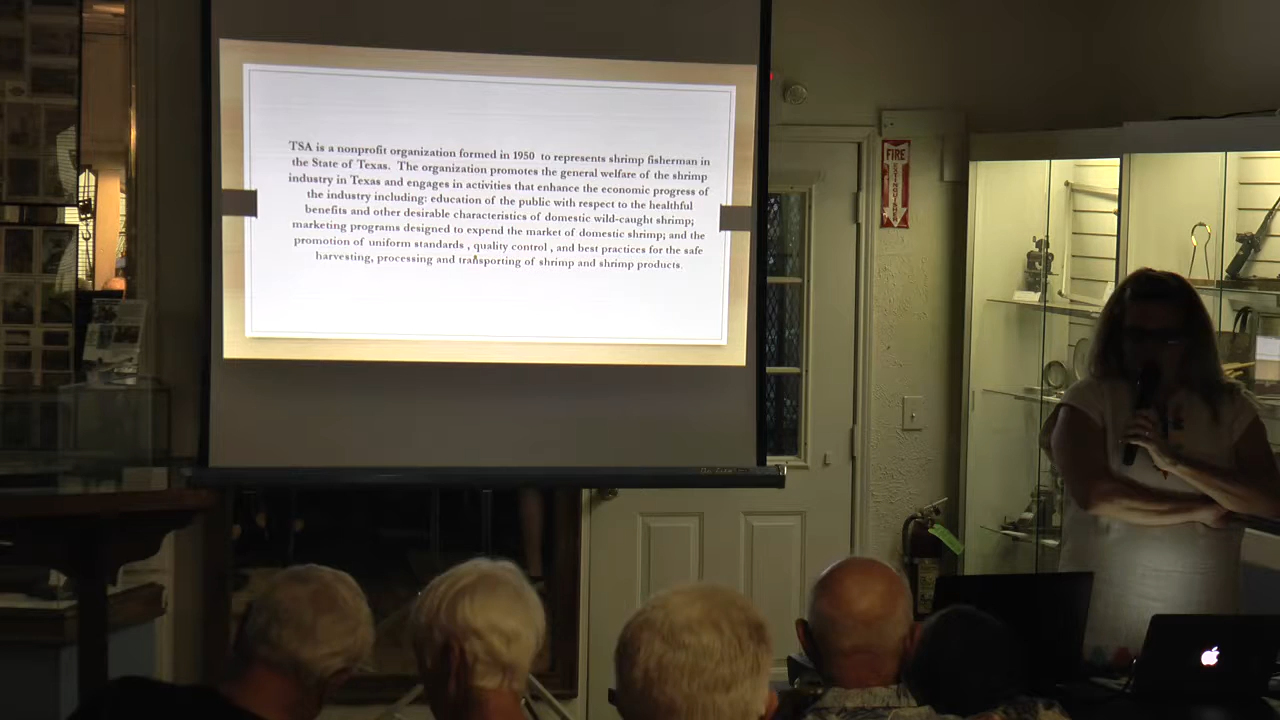 TSA is a nonprofit organization formed in 1950 to represents shrimp fisherman in
the State of Texas. The organization promotes the general welfare of the shrimp
industry in Texas and engages in activities that enhance the economic progress of
the industry including: education of the public with respect to the healthful
benefits and other desirable characteristics of domestic wild-caught shrimp;
marketing programs designed to expend the market of domestic shrimp; and the
promotion of uniform standards , quality control , and best practices for the safe
harvesting, processing and transporting of shrimp and shrimp products.
FIRE
EXTINGUISHER